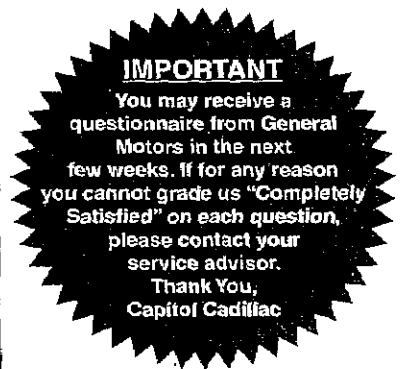 IMPORTANT
You may receive a
questionnaire from General
Motors in the next
few weeks. If for any reason
you cannot grade us "Completely
Satisfied" on each question,
please contact your
service advisor.
Thank You,
Capitol Cadillac